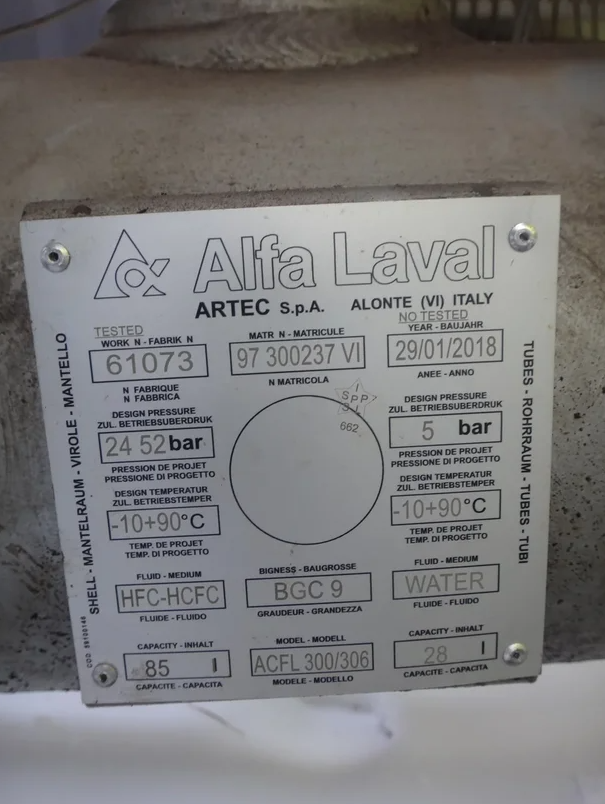 Alfa Laval
ARTEC S.p.A. ALONTE (VI) ITALY
TESTED
WORK N - FABRIK N
61073
N FABRIQUE
N FABBRICA
MATR N - MATRICULE
97 300237 VI
N MATRICOLA
NO TESTED
YEAR - BAUJAHR
29/01/2018
ANEE - ANNO
SHELL - MANTELRAUM - VIROLE - MANTELLO
DESIGN PRESSURE
ZUL. BETRIEBSUBERDRUK
24 52 bar
PRESSION DE PROJET
PRESSIONE DI PROGETTO
DESIGN TEMPERATUR
ZUL. BETRIEBSTEMPER
-10+90°C
TEMP. DE PROJET
TEMP. DI PROGETTO
FLUID - MEDIUM
HFC-HCFC
FLUIDE - FLUIDO
CAPACITY - INHALT
85 l
CAPACITE - CAPACITA
I
S P P
S L
662
BIGNESS - BAUGROSSE
BGC 9
GRAUDEUR - GRANDEZZA
MODEL - MODELL
ACFL 300/306
MODELE - MODELLO
DESIGN PRESSURE
ZUL. BETRIEBSUBERDRUK
5 bar
PRESSION DE PROJET
PRESSIONE DI PROGETTO
DESIGN TEMPERATUR
ZUL. BETRIEBSTEMPER
-10+90°C
TEMP. DE PROJET
TEMP. DI PROGETTO
FLUID - MEDIUM
WATER
FLUIDE - FLUIDO
CAPACITY - INHALT
28 l
CAPACITE - CAPACITA
TUBES - ROHRRAUM - TUBES - TUBI